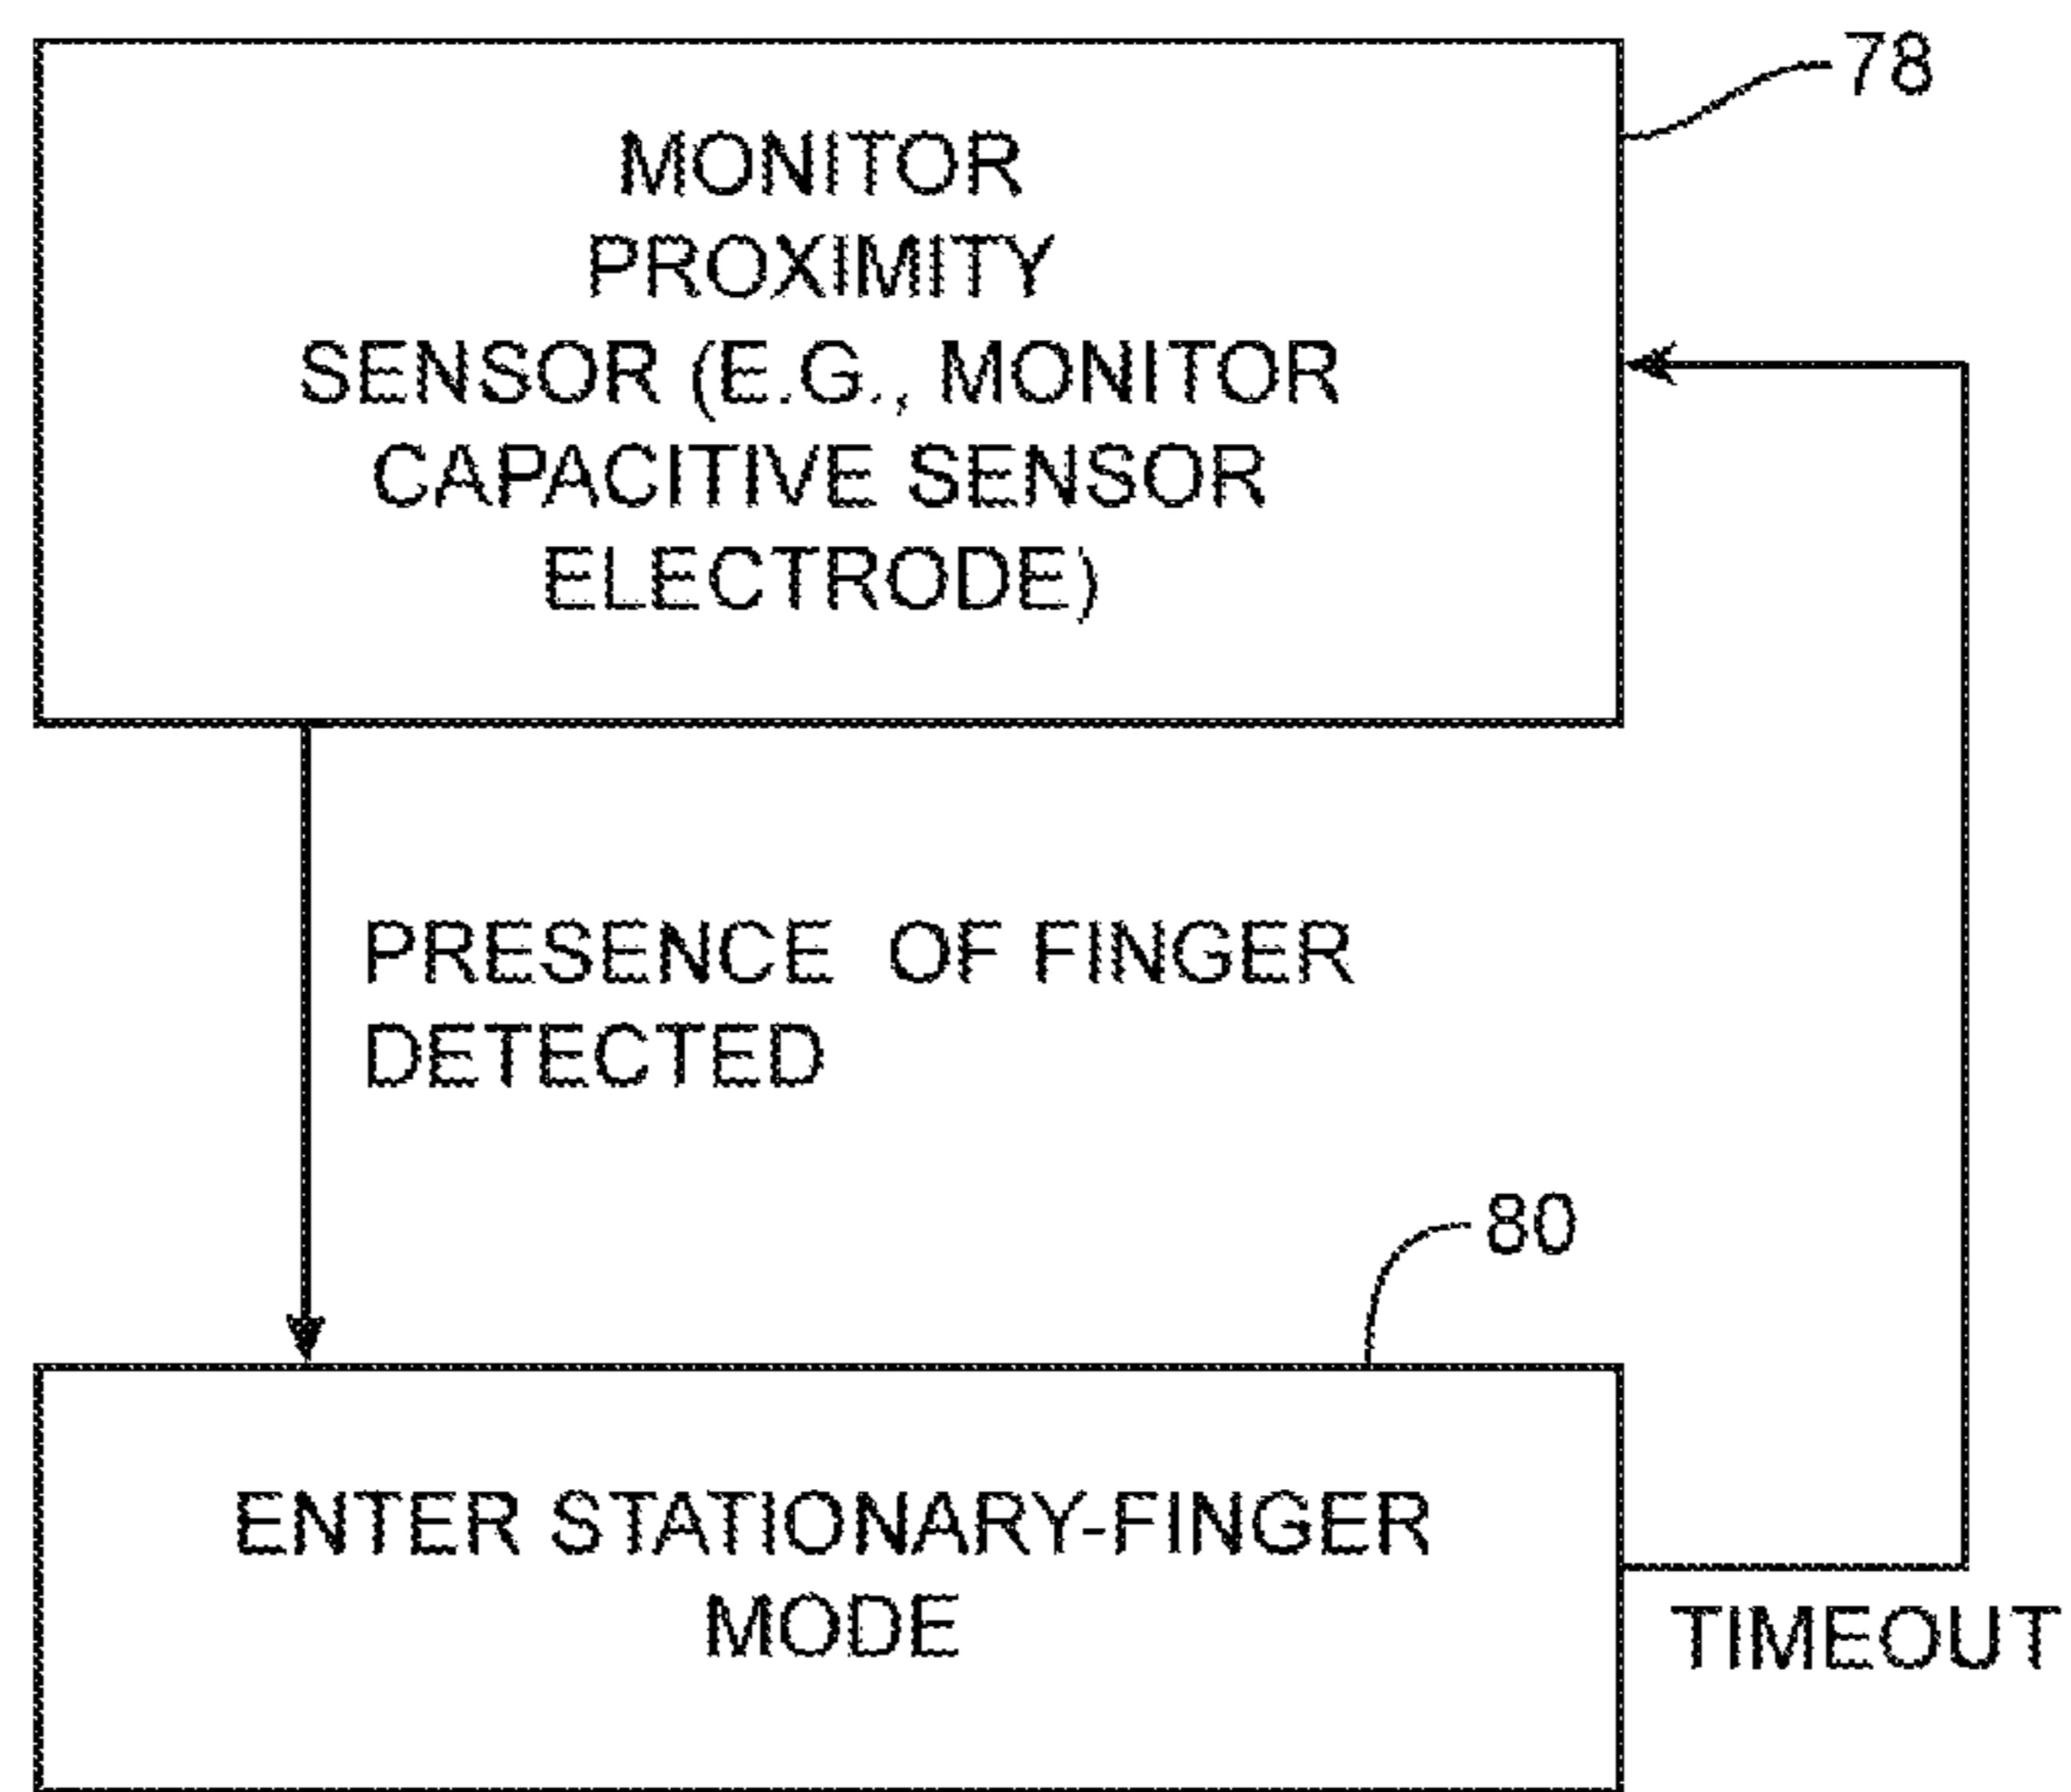 78
MONITOR
PROXIMITY
SENSOR (E.G., MONITOR
CAPACITIVE SENSOR
ELECTRODE)
PRESENCE OF FINGER
DETECTED
80
ENTER STATIONARY-FINGER
MODE
TIMEOUT